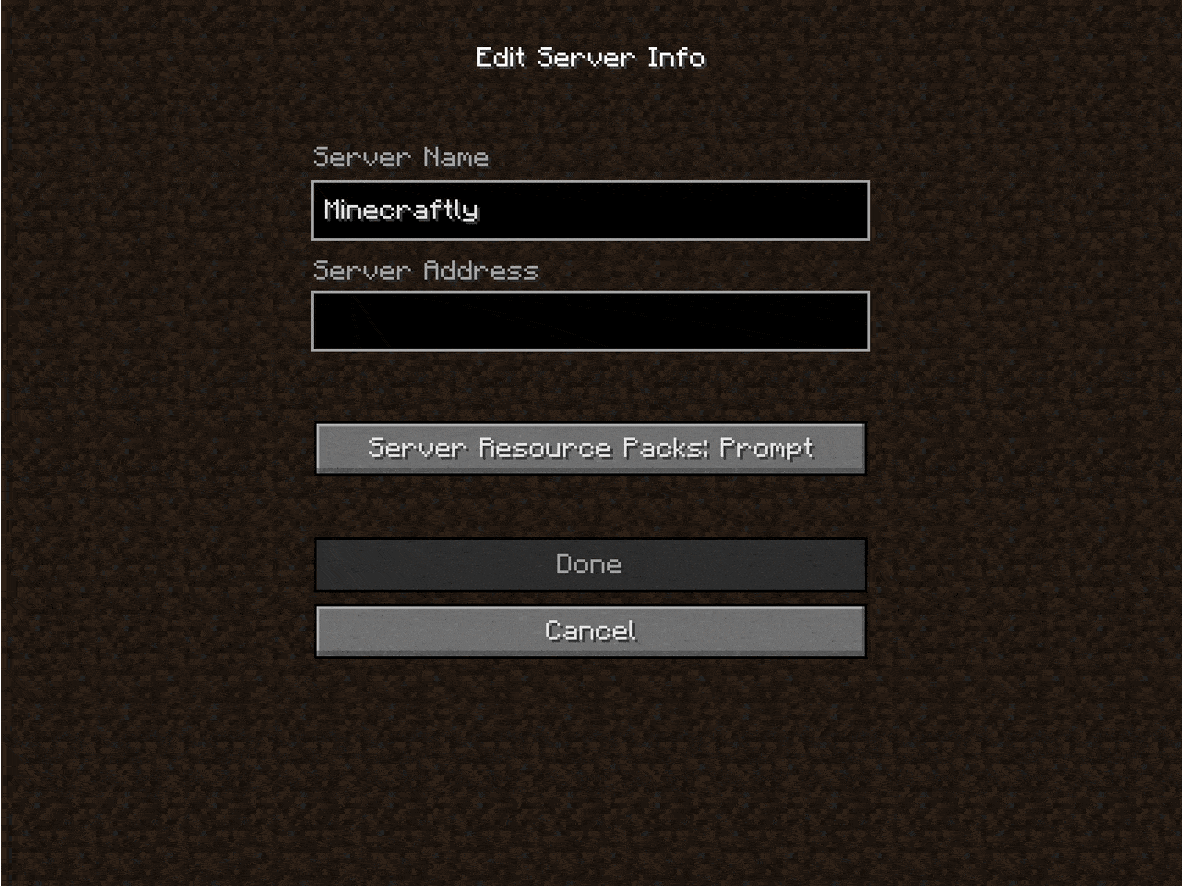 Edit Server Info
Server Name
Minecraftly
Server Address
Server Resource Packs: Prompt
Done
Cancel